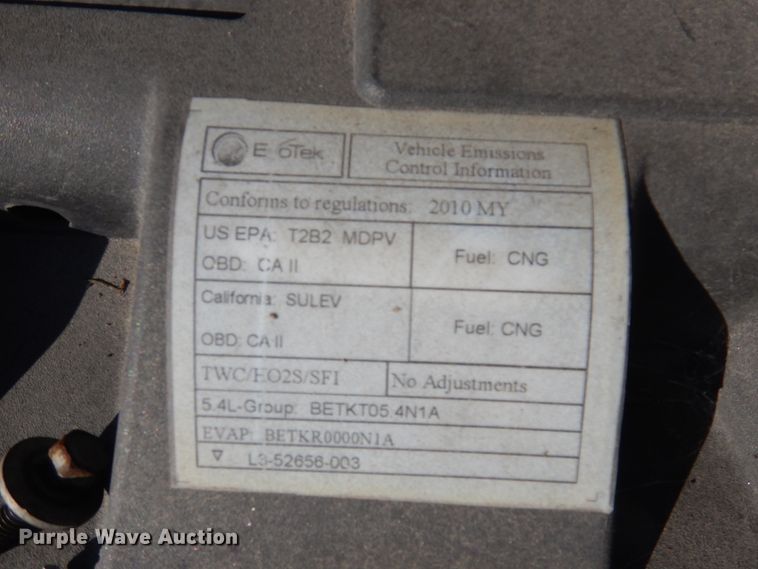 E oTek
Vehicle Emissions
Control Information
Conforms to regulations: 2010 MY
US EPA: T2B2 MDPV
OBD: CA II
Fuel: CNG
California: SULEV
OBD: CA II
Fuel: CNG
TWC/HO2S/SFI
No Adjustments
5.4L-Group: BETKT05.4N1A
EVAP: BETKR0000N1A
▽ L3-52656-003
Purple Wave Auction